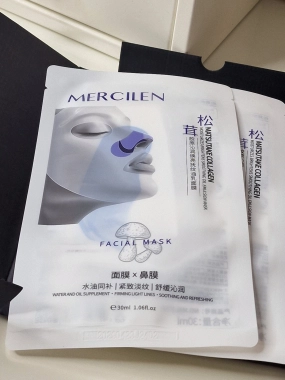 MERCILEN
松茸
MATSUTAKE COLLAGEN
FACIAL MASK
面膜 × 鼻膜
水油同补 | 紧致淡纹 | 舒缓沁润
WATER AND OIL SUPPLEMENT · FIRMING LIGHT LINES · SOOTHING AND REFRESHING
℮30ml 1.06fl.oz
COLLAGEN